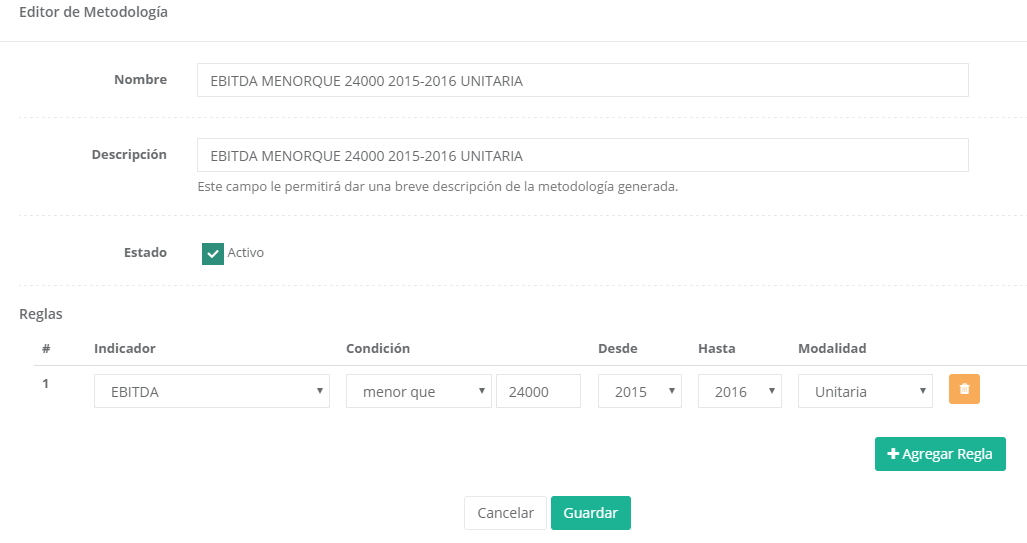 Editor de Metodología
Nombre
EBITDA MENORQUE 24000 2015-2016 UNITARIA
Descripción
EBITDA MENORQUE 24000 2015-2016 UNITARIA
Este campo le permitirá dar una breve descripción de la metodología generada.
Estado
Activo
Reglas
# Indicador Condición Desde Hasta Modalidad
1 EBITDA menor que 24000 2015 2016 Unitaria
Agregar Regla
Cancelar Guardar